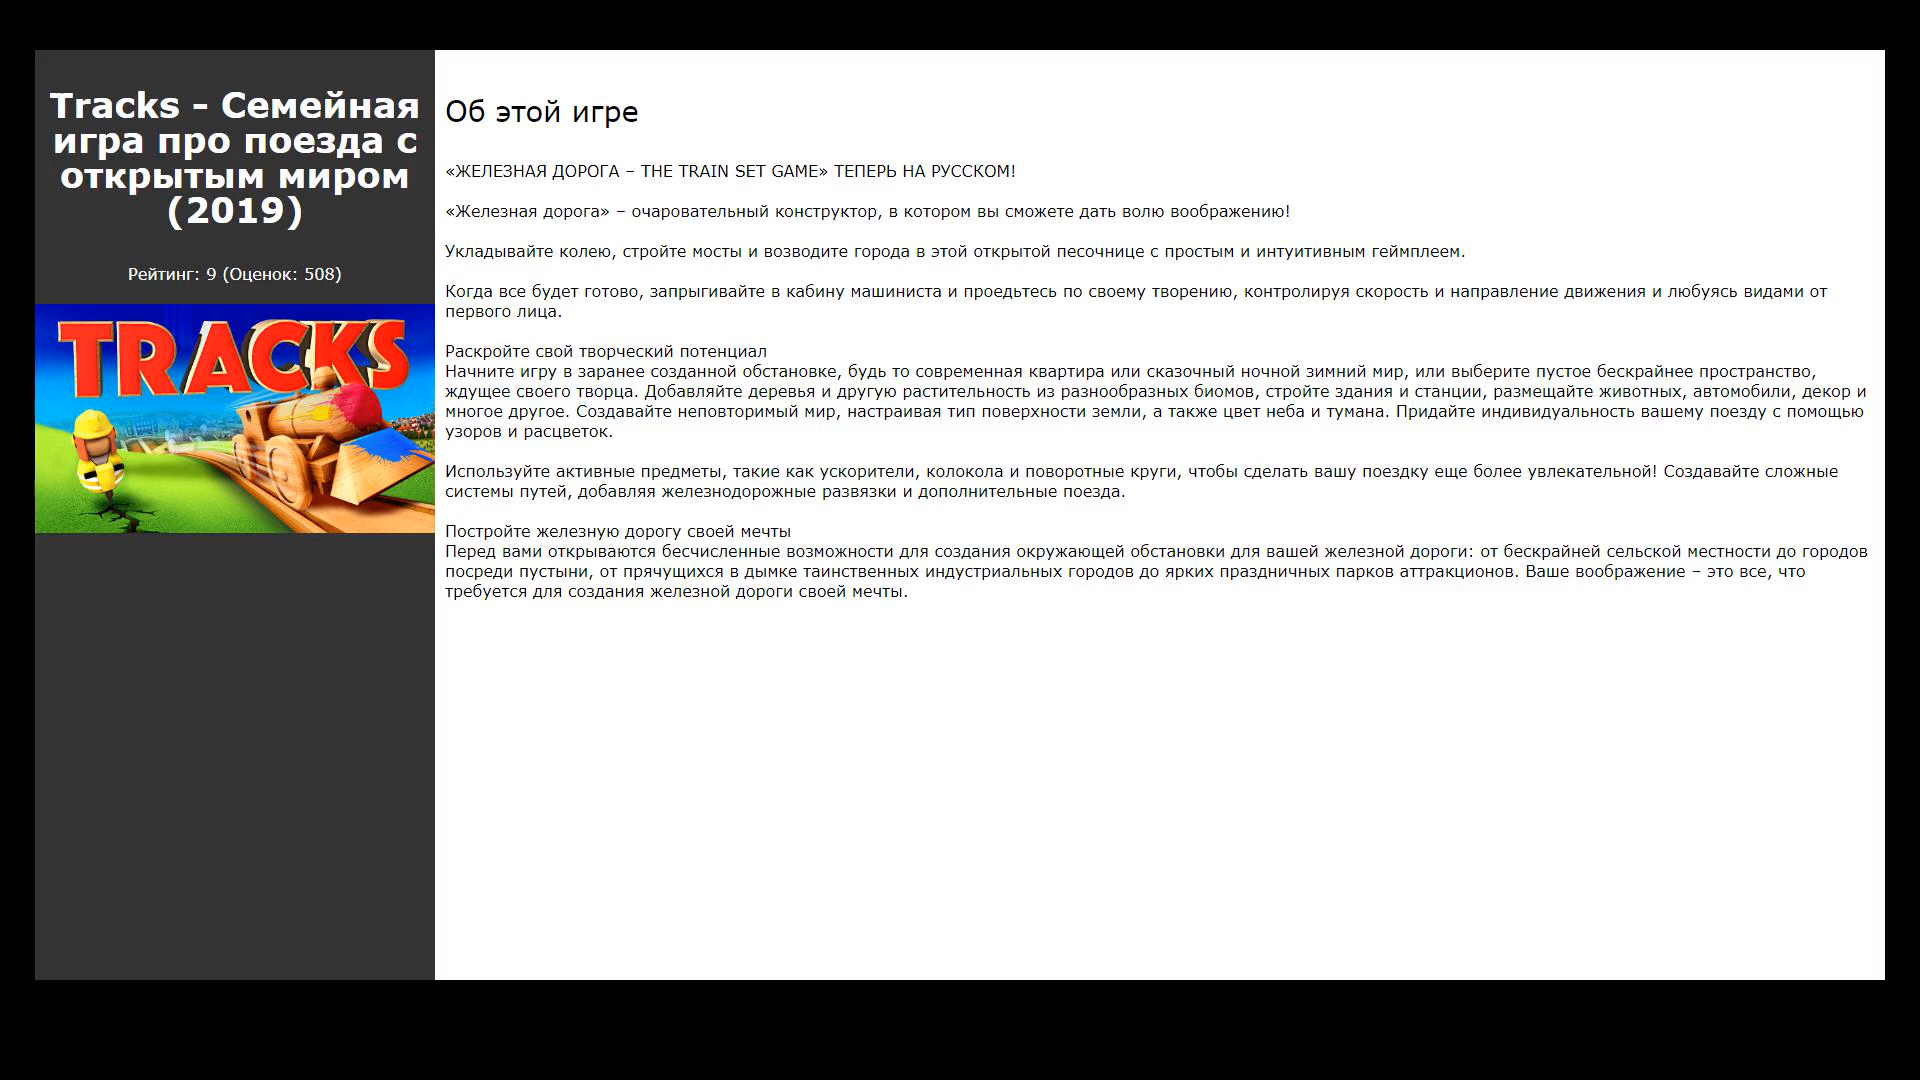 Tracks - Семейная
игра про поезда с
открытым миром
(2019)
Рейтинг: 9 (Оценок: 508)
TRACKS
Об этой игре
«ЖЕЛЕЗНАЯ ДОРОГА – THE TRAIN SET GAME» ТЕПЕРЬ НА РУССКОМ!
«Железная дорога» – очаровательный конструктор, в котором вы сможете дать волю воображению!
Укладывайте колею, стройте мосты и возводите города в этой открытой песочнице с простым и интуитивным геймплеем.
Когда все будет готово, запрыгивайте в кабину машиниста и проедьтесь по своему творению, контролируя скорость и направление движения и любуясь видами от
первого лица.
Раскройте свой творческий потенциал
Начните игру в заранее созданной обстановке, будь то современная квартира или сказочный ночной зимний мир, или выберите пустое бескрайнее пространство,
ждущее своего творца. Добавляйте деревья и другую растительность из разнообразных биомов, стройте здания и станции, размещайте животных, автомобили, декор и
многое другое. Создавайте неповторимый мир, настраивая тип поверхности земли, а также цвет неба и тумана. Придайте индивидуальность вашему поезду с помощью
узоров и расцветок.
Используйте активные предметы, такие как ускорители, колокола и поворотные круги, чтобы сделать вашу поездку еще более увлекательной! Создавайте сложные
системы путей, добавляя железнодорожные развязки и дополнительные поезда.
Постройте железную дорогу своей мечты
Перед вами открываются бесчисленные возможности для создания окружающей обстановки для вашей железной дороги: от бескрайней сельской местности до городов
посреди пустыни, от прячущихся в дымке таинственных индустриальных городов до ярких праздничных парков аттракционов. Ваше воображение – это все, что
требуется для создания железной дороги своей мечты.